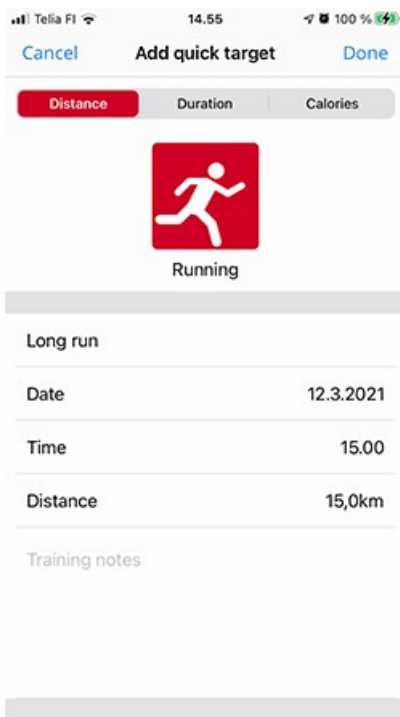 Telia FI 14.55 100 %
Cancel Add quick target Done
Distance Duration Calories
Running
Long run
Date 12.3.2021
Time 15.00
Distance 15,0km
Training notes